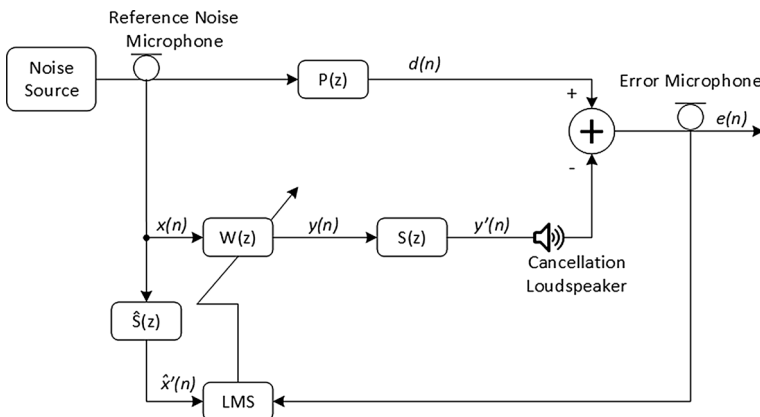 Reference Noise
Microphone
Noise
Source
P(z)
d(n)
Error Microphone
+
+
e(n)
-
x(n)
W(z)
y(n)
S(z)
y'(n)
Cancellation
Loudspeaker
Ŝ(z)
x̂'(n)
LMS